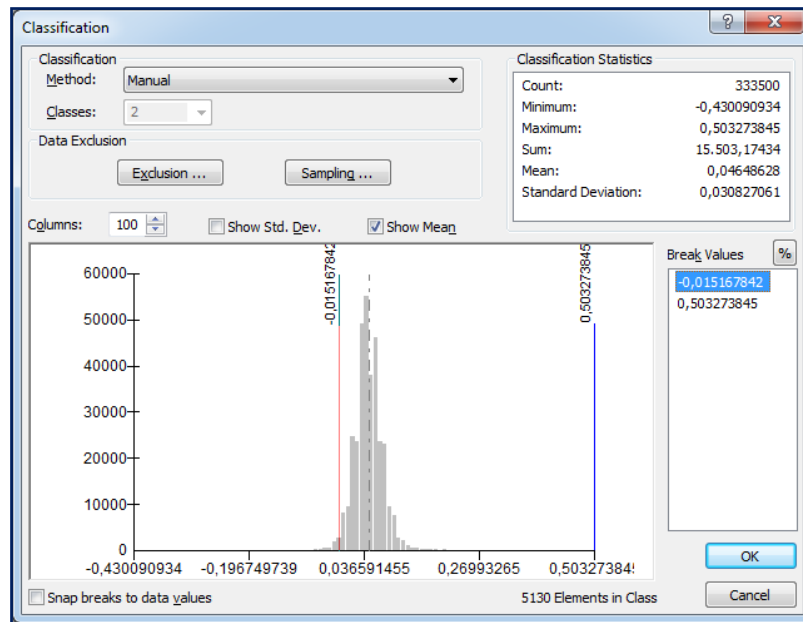 Classification
Classification
Method: Manual
Classes: 2
Data Exclusion
Exclusion ... Sampling ...
Classification Statistics
Count: 333500
Minimum: -0,430090934
Maximum: 0,503273845
Sum: 15.503,17434
Mean: 0,04648628
Standard Deviation: 0,030827061
Columns: 100 Show Std. Dev. Show Mean
Break Values %
-0,015167842
0,503273845
-0,015167842
0,503273845
60000
50000
40000
30000
20000
10000
0
-0,430090934 -0,196749739 0,036591455 0,26993265 0,503273845
Snap breaks to data values
5130 Elements in Class
OK
Cancel